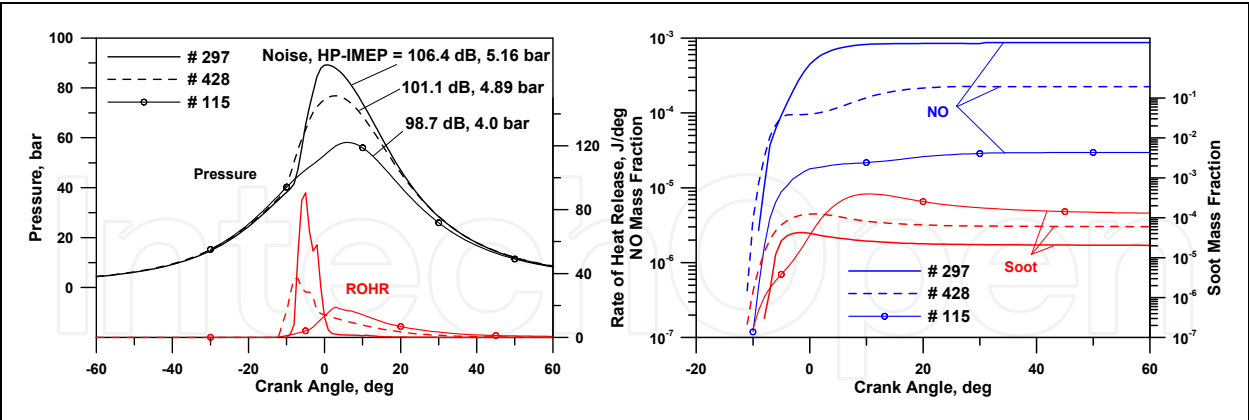 100
80
60
40
20
0
Pressure, bar
# 297
# 428
# 115
Noise, HP-IMEP = 106.4 dB, 5.16 bar
101.1 dB, 4.89 bar
98.7 dB, 4.0 bar
Pressure
ROHR
120
80
40
0
-60 -40 -20 0 20 40 60
Crank Angle, deg
Rate of Heat Release, J/deg
NO Mass Fraction
10-3
10-4
10-5
10-6
10-7
NO
Soot
# 297
# 428
# 115
10-1
10-2
10-3
10-4
10-5
10-6
10-7
Soot Mass Fraction
-20 0 20 40 60
Crank Angle, deg
IntechOpen